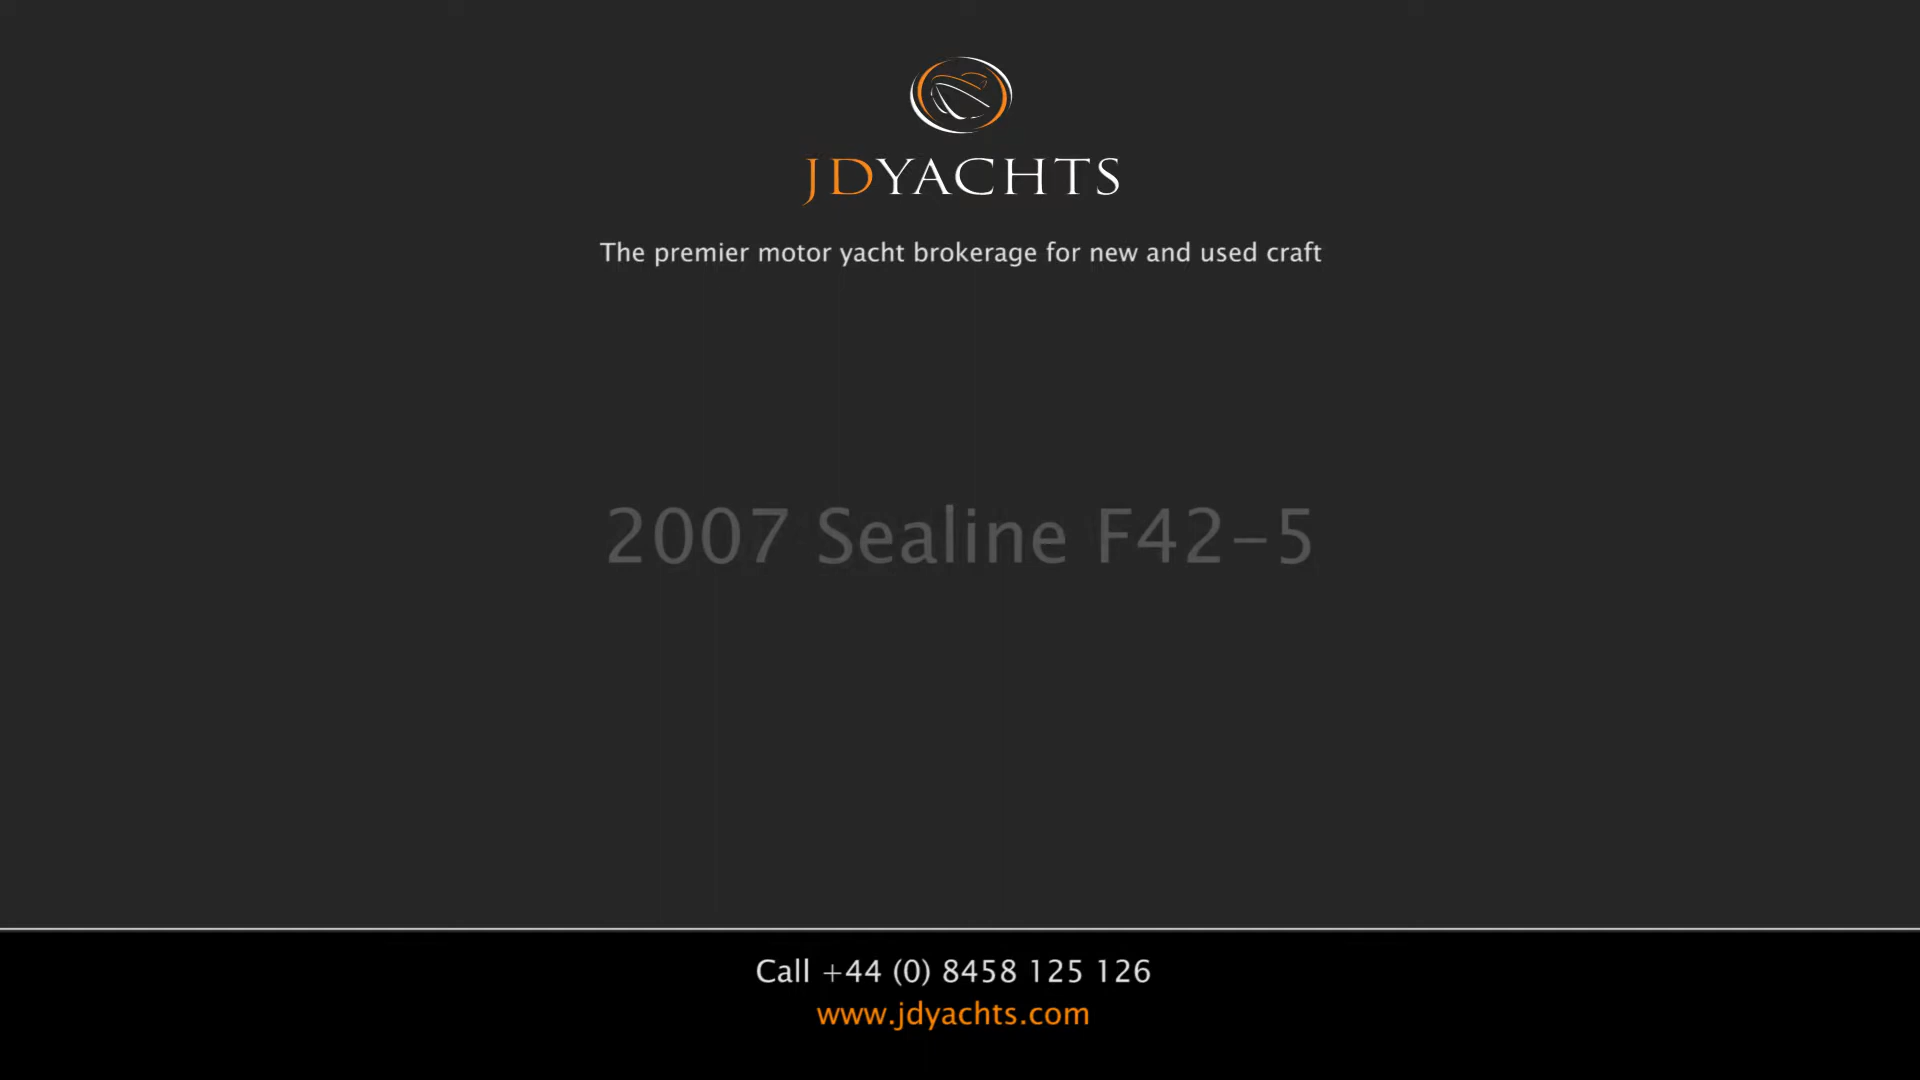 JDYACHTS
The premier motor yacht brokerage for new and used craft
2007 Sealine F42-5
Call +44 (0) 8458 125 126
www.jdyachts.com